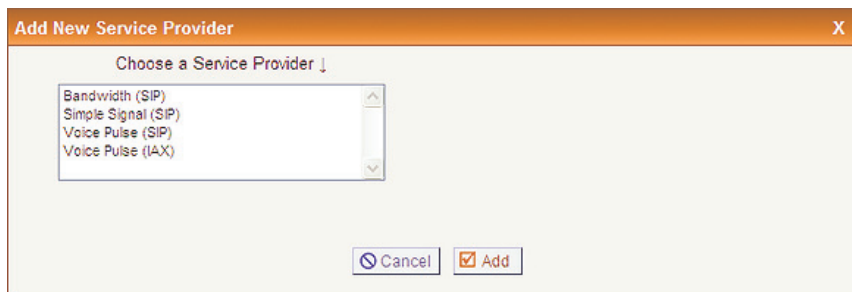 Add New Service Provider X
Choose a Service Provider ↓
Bandwidth (SIP)
Simple Signal (SIP)
Voice Pulse (SIP)
Voice Pulse (IAX)
Cancel Add